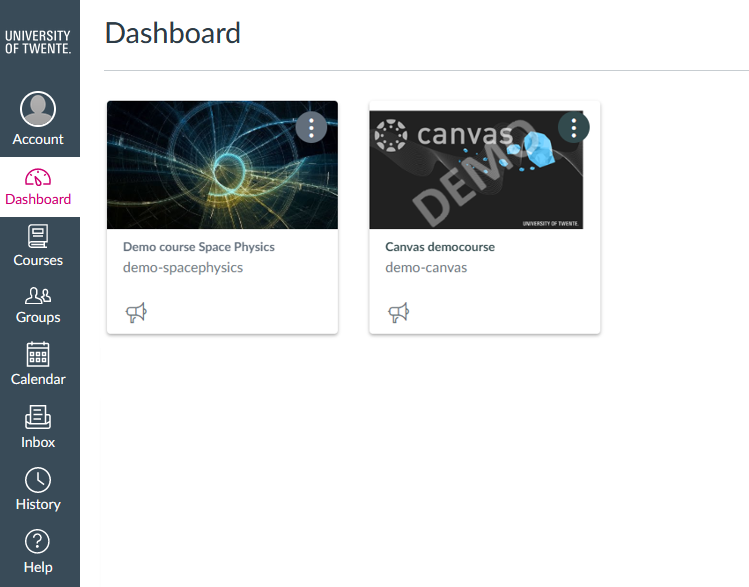 UNIVERSITY
OF TWENTE.
Account
Dashboard
Courses
Groups
Calendar
Inbox
History
Help
Dashboard
Demo course Space Physics
demo-spacephysics
canvas
DEMO
UNIVERSITY OF TWENTE
Canvas democourse
demo-canvas